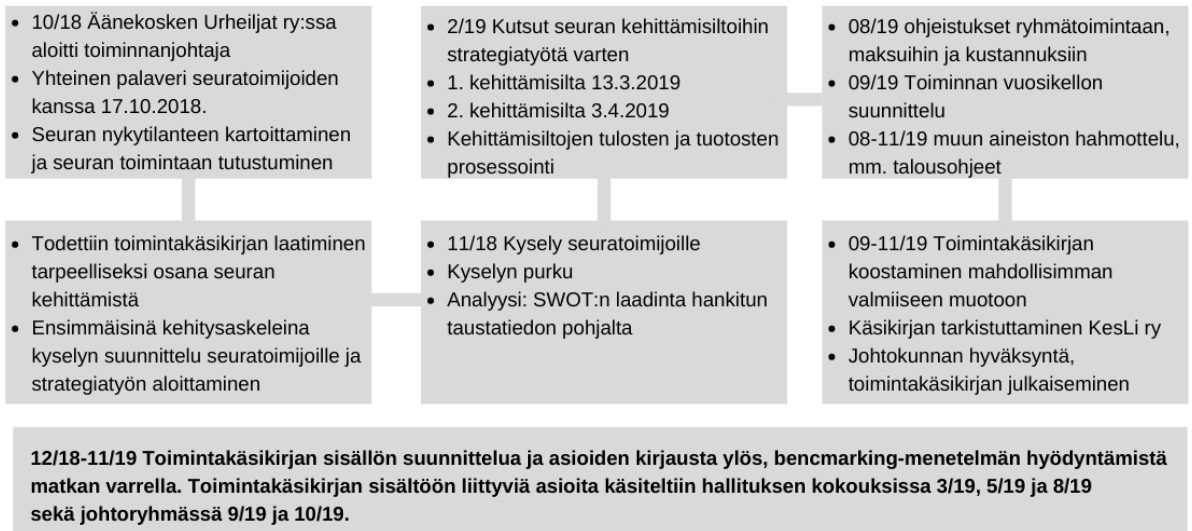 • 10/18 Äänekosken Urheiljat ry:ssa
aloitti toiminnanjohtaja
• Yhteinen palaveri seuratoimijoiden
kanssa 17.10.2018.
• Seuran nykytilanteen kartoittaminen
ja seuran toimintaan tutustuminen
• Todettiin toimintakäsikirjan laatiminen
tarpeelliseksi osana seuran
kehittämistä
• Ensimmäisinä kehitysaskeleina
kyselyn suunnittelu seuratoimijoille ja
strategiatyön aloittaminen
• 11/18 Kysely seuratoimijoille
• Kyselyn purku
• Analyysi: SWOT:n laadinta hankitun
taustatiedon pohjalta
• 2/19 Kutsut seuran kehittämisiltoihin
strategiatyötä varten
• 1. kehittämisilta 13.3.2019
• 2. kehittämisilta 3.4.2019
• Kehittämisiltojen tulosten ja tuotosten
prosessointi
• 08/19 ohjeistukset ryhmätoimintaan,
maksuihin ja kustannuksiin
• 09/19 Toiminnan vuosikellon
suunnittelu
• 08-11/19 muun aineiston hahmottelu,
mm. talousohjeet
• 09-11/19 Toimintakäsikirjan
koostaminen mahdollisimman
valmiiseen muotoon
• Käsikirjan tarkistuttaminen KesLi ry
• Johtokunnan hyväksyntä,
toimintakäsikirjan julkaiseminen
12/18-11/19 Toimintakäsikirjan sisällön suunnittelua ja asioiden kirjausta ylös, bencmarking-menetelmän hyödyntämistä
matkan varrella. Toimintakäsikirjan sisältöön liittyviä asioita käsiteltiin hallituksen kokouksissa 3/19, 5/19 ja 8/19
sekä johtoryhmässä 9/19 ja 10/19.